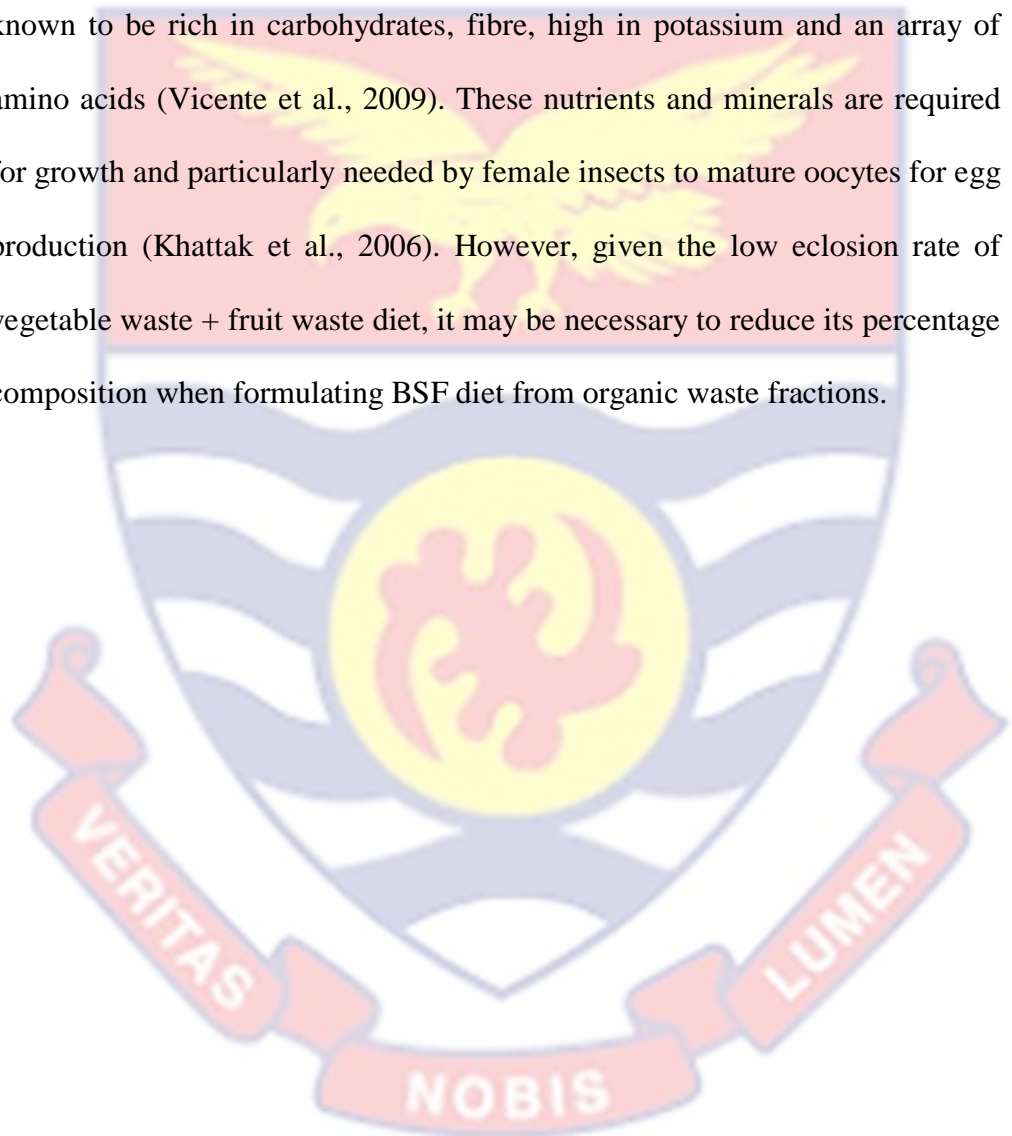 known to be rich in carbohydrates, fibre, high in potassium and an array of
amino acids (Vicente et al., 2009). These nutrients and minerals are required
for growth and particularly needed by female insects to mature oocytes for egg
production (Khattak et al., 2006). However, given the low eclosion rate of
vegetable waste + fruit waste diet, it may be necessary to reduce its percentage
composition when formulating BSF diet from organic waste fractions.
VERITAS
NOBIS
LUMEN